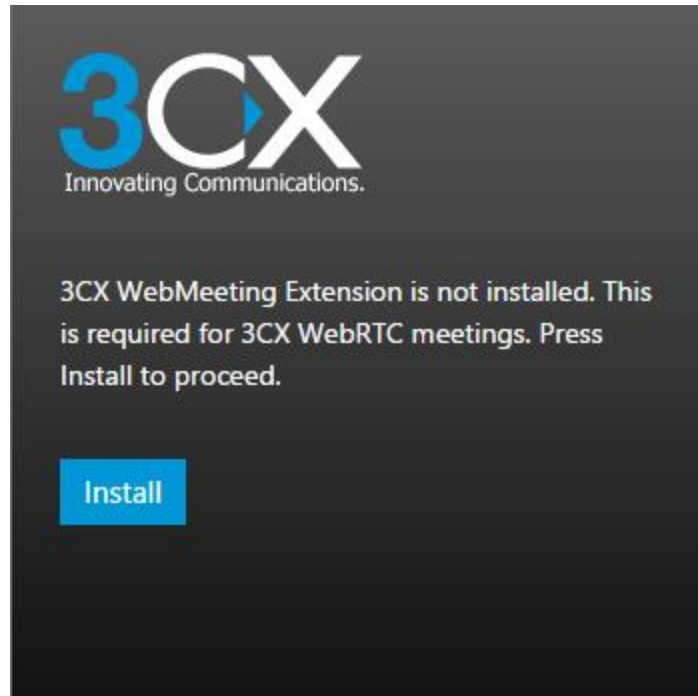 3CX
Innovating Communications.
3CX WebMeeting Extension is not installed. This
is required for 3CX WebRTC meetings. Press
Install to proceed.
Install